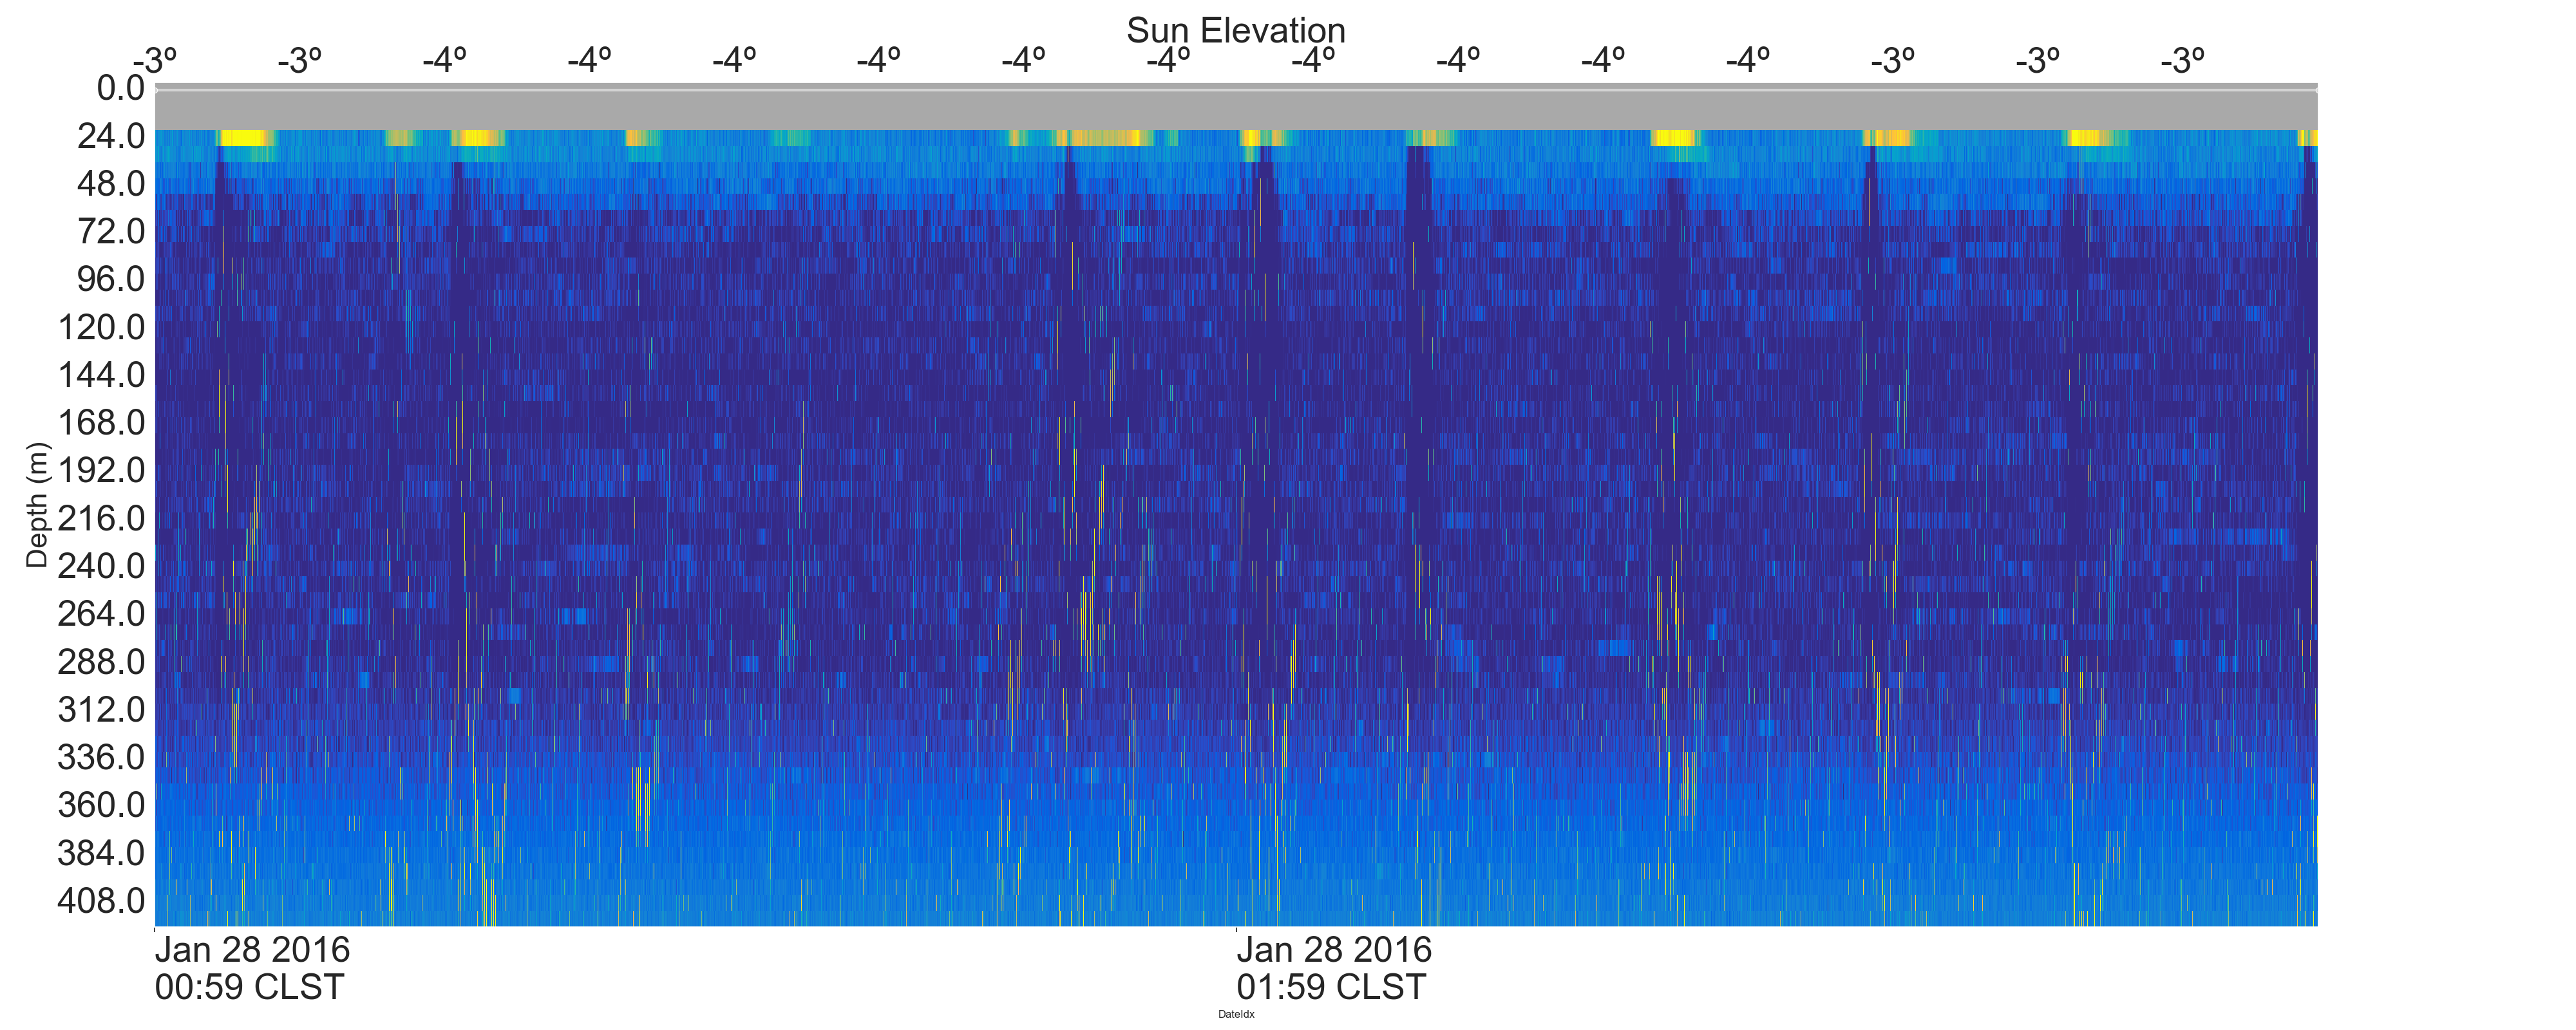 Sun Elevation
-3º -3º -4º -4º -4º -4º -4º -4º -4º -4º -4º -4º -3º -3º -3º
0.0
24.0
48.0
72.0
96.0
120.0
144.0
168.0
192.0
216.0
240.0
264.0
288.0
312.0
336.0
360.0
384.0
408.0
Depth (m)
Jan 28 2016
00:59 CLST
Jan 28 2016
01:59 CLST
DateIdx